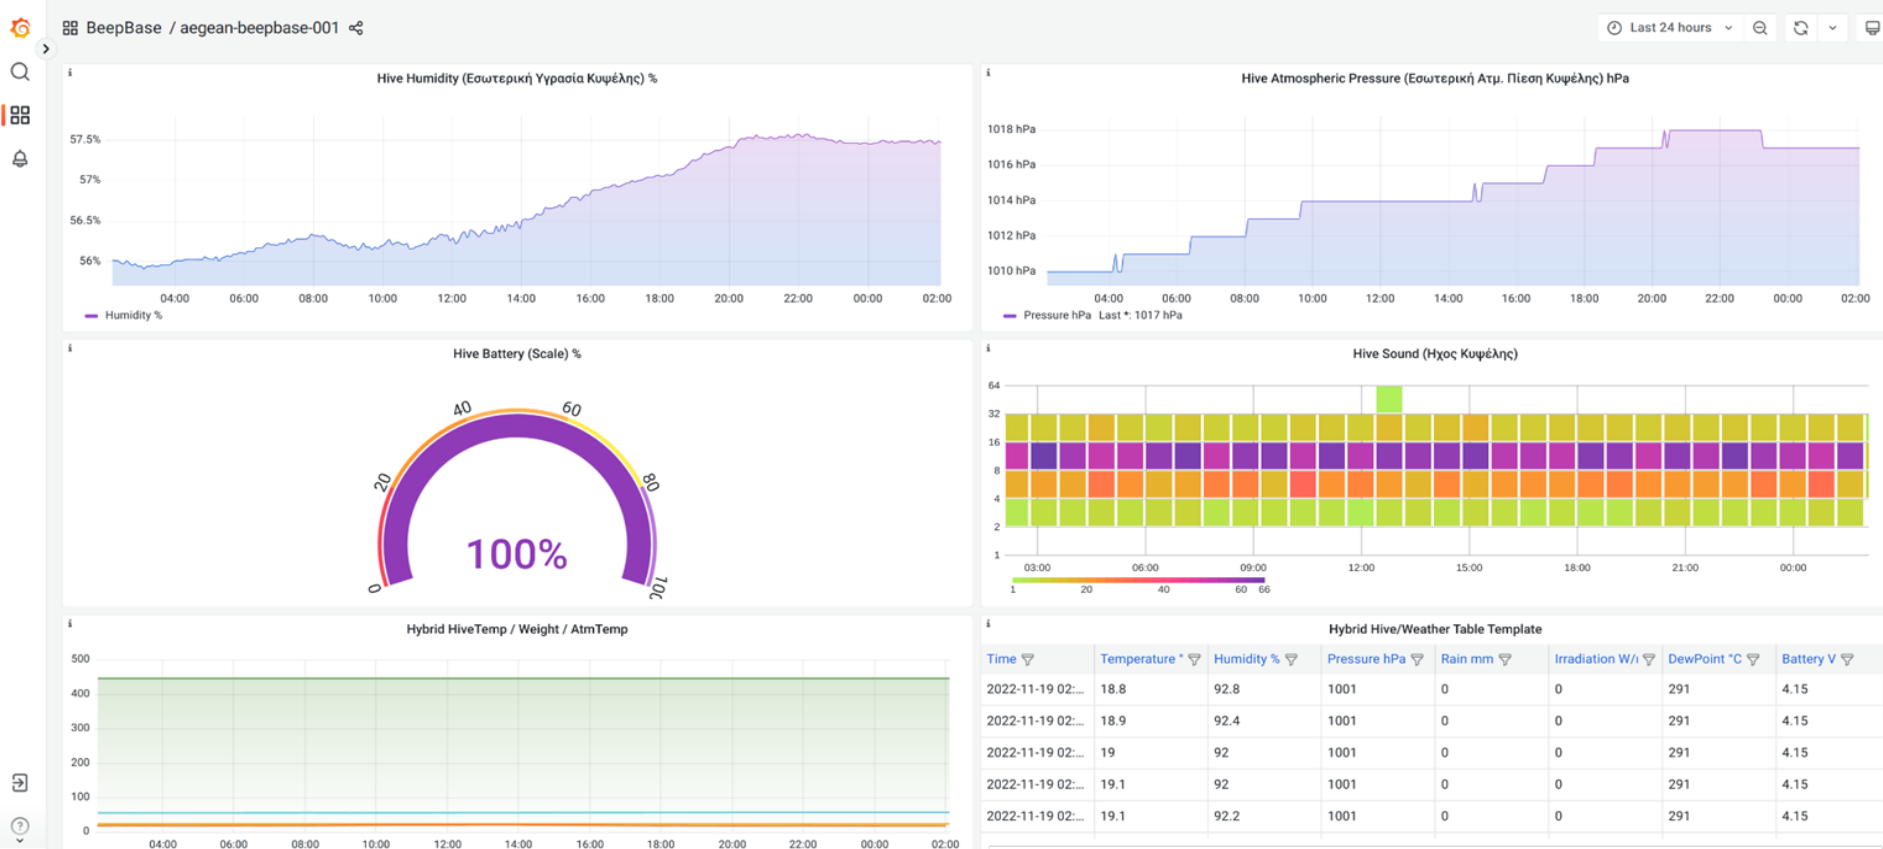 BeepBase / aegean-beepbase-001
Last 24 hours
Hive Humidity (Εσωτερική Υγρασία Κυψέλης) %
57.5%
57%
56.5%
56%
04:00 06:00 08:00 10:00 12:00 14:00 16:00 18:00 20:00 22:00 00:00 02:00
Humidity %
Hive Atmospheric Pressure (Εσωτερική Ατμ. Πίεση Κυψέλης) hPa
1018 hPa
1016 hPa
1014 hPa
1012 hPa
1010 hPa
04:00 06:00 08:00 10:00 12:00 14:00 16:00 18:00 20:00 22:00 00:00 02:00
Pressure hPa Last *: 1017 hPa
Hive Battery (Scale) %
0 20 40 60 80 100
100%
Hive Sound (Ηχος Κυψέλης)
64
32
16
8
4
2
1
03:00 06:00 09:00 12:00 15:00 18:00 21:00 00:00
1 20 40 60 66
Hybrid HiveTemp / Weight / AtmTemp
500
400
300
200
100
0
04:00 06:00 08:00 10:00 12:00 14:00 16:00 18:00 20:00 22:00 00:00 02:00
Hybrid Hive/Weather Table Template
Time Temperature ° Humidity % Pressure hPa Rain mm Irradiation W/ DewPoint °C Battery V
2022-11-19 02:... 18.8 92.8 1001 0 0 291 4.15
2022-11-19 02:... 18.9 92.4 1001 0 0 291 4.15
2022-11-19 02:... 19 92 1001 0 0 291 4.15
2022-11-19 02:... 19.1 92 1001 0 0 291 4.15
2022-11-19 02:... 19.1 92.2 1001 0 0 291 4.15